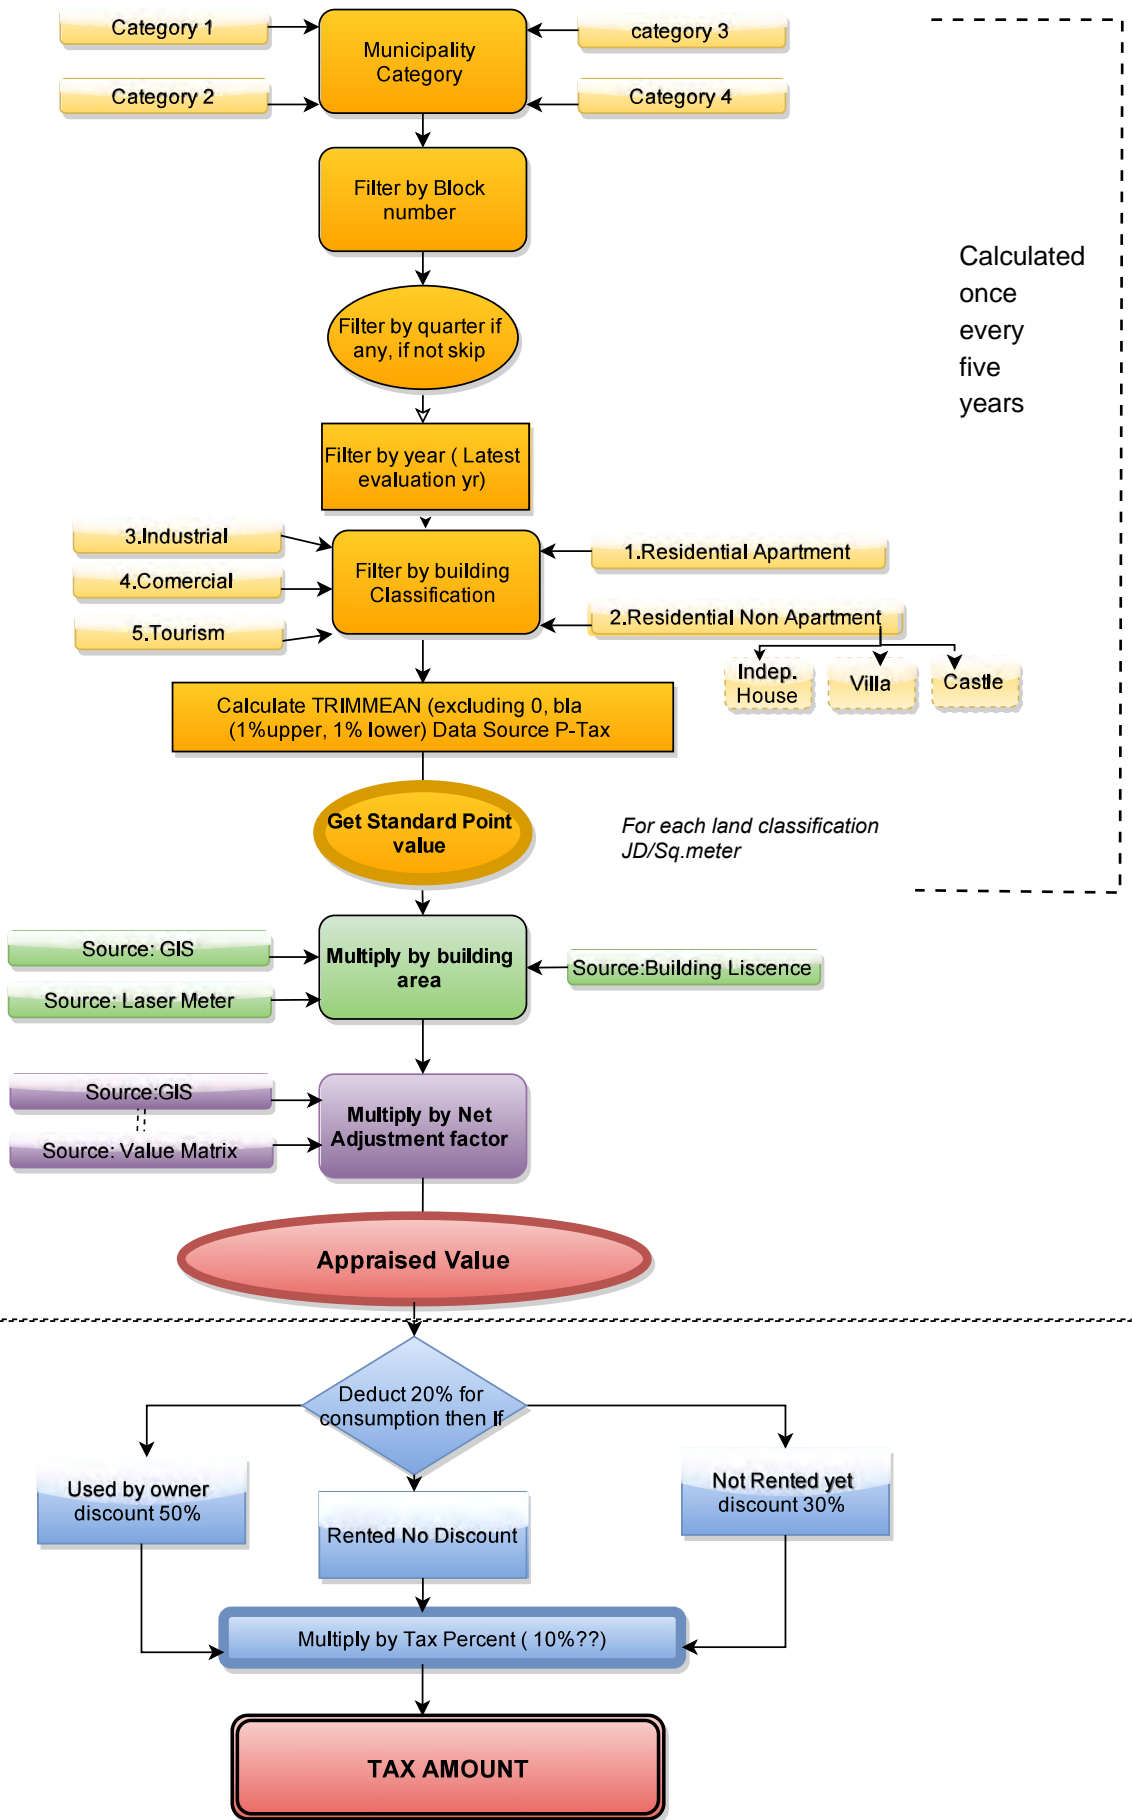 Category 1
category 3
Municipality
Category
Category 2
Category 4
Filter by Block
number
Calculated
once
every
five
years
Filter by quarter if
any, if not skip
Filter by year ( Latest
evaluation yr)
3.Industrial
1.Residential Apartment
Filter by building
Classification
4.Comercial
2.Residential Non Apartment
5.Tourism
Indep.
House
Villa
Castle
Calculate TRIMMEAN (excluding 0, bla
(1%upper, 1% lower) Data Source P-Tax
Get Standard Point
value
For each land classification
JD/Sq.meter
Source: GIS
Multiply by building
area
Source:Building Liscence
Source: Laser Meter
Source:GIS
Multiply by Net
Adjustment factor
Source: Value Matrix
Appraised Value
Deduct 20% for
consumption then If
Used by owner
discount 50%
Rented No Discount
Not Rented yet
discount 30%
Multiply by Tax Percent ( 10%??)
TAX AMOUNT